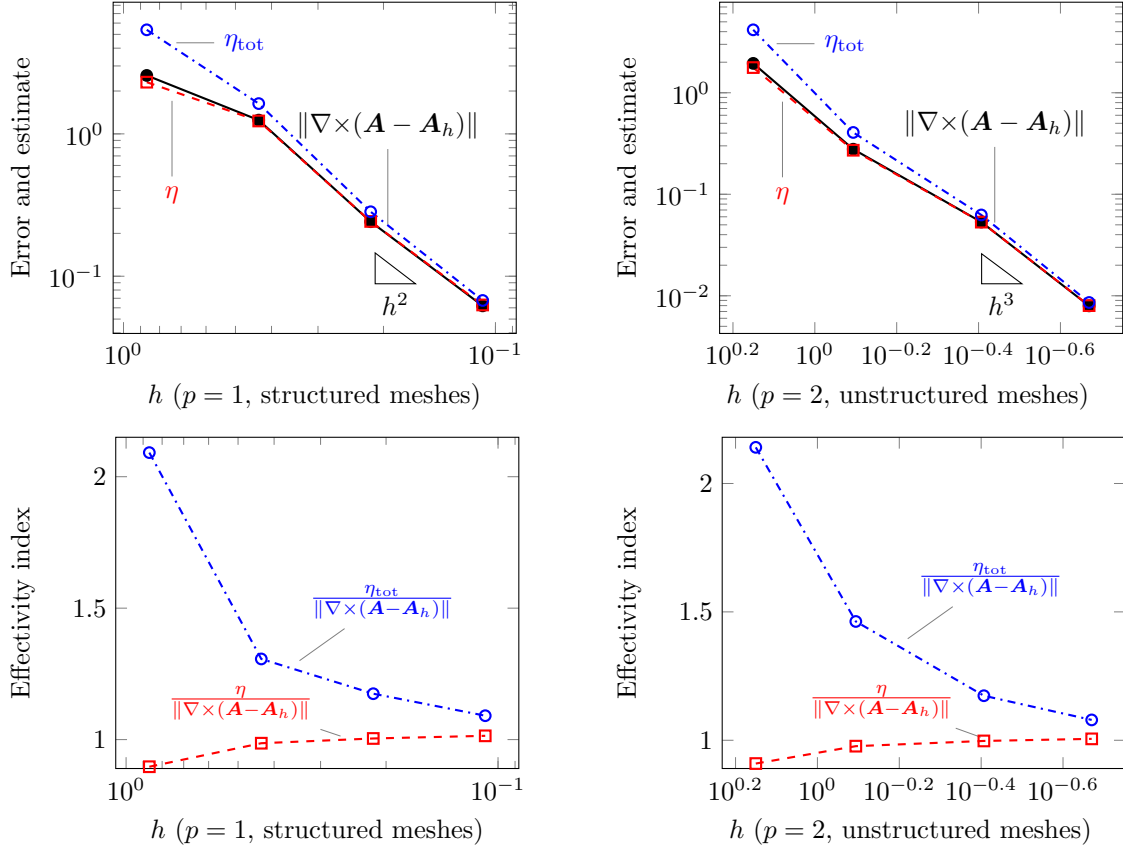 10^0
10^{-1}
Error and estimate
η_tot
‖∇×(A − A_h)‖
η
h^2
10^0
10^{-1}
h (p = 1, structured meshes)
10^0
10^{-1}
10^{-2}
Error and estimate
η_tot
‖∇×(A − A_h)‖
η
h^3
10^{0.2}
10^0
10^{-0.2}
10^{-0.4}
10^{-0.6}
h (p = 2, unstructured meshes)
2
1.5
1
Effectivity index
η_tot
‖∇×(A−A_h)‖
η
‖∇×(A−A_h)‖
10^0
10^{-1}
h (p = 1, structured meshes)
2
1.5
1
Effectivity index
η_tot
‖∇×(A−A_h)‖
η
‖∇×(A−A_h)‖
10^{0.2}
10^0
10^{-0.2}
10^{-0.4}
10^{-0.6}
h (p = 2, unstructured meshes)